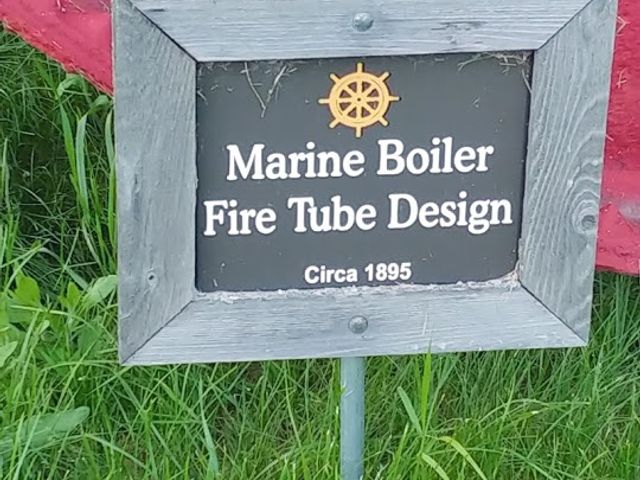 Marine Boiler
Fire Tube Design
Circa 1895